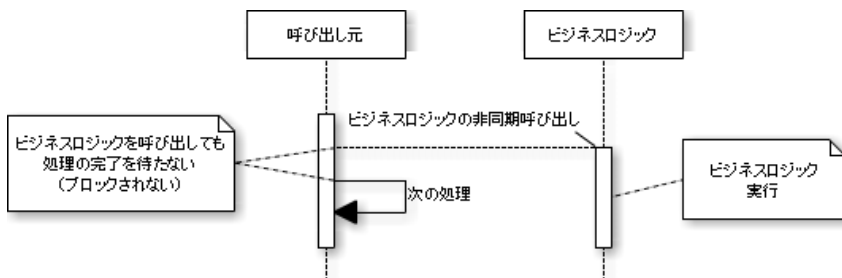 呼び出し元
ビジネスロジック
ビジネスロジックの非同期呼び出し
ビジネスロジックを呼び出しても
処理の完了を待たない
（ブロックされない）
次の処理
ビジネスロジック
実行